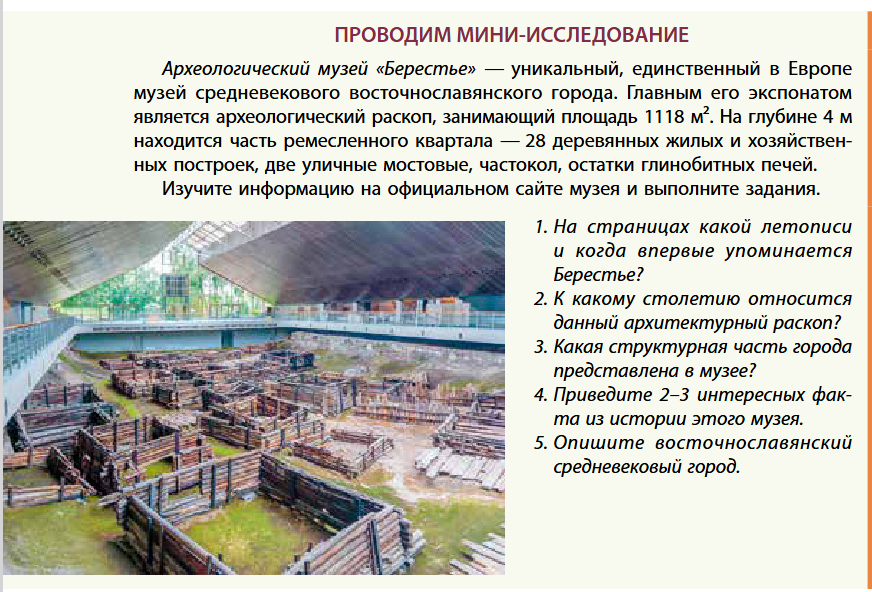 ПРОВОДИМ МИНИ-ИССЛЕДОВАНИЕ
Археологический музей «Берестье» — уникальный, единственный в Европе
музей средневекового восточнославянского города. Главным его экспонатом
является археологический раскоп, занимающий площадь 1118 м². На глубине 4 м
находится часть ремесленного квартала — 28 деревянных жилых и хозяйствен-
ных построек, две уличные мостовые, частокол, остатки глинобитных печей.
Изучите информацию на официальном сайте музея и выполните задания.
1. На страницах какой летописи
и когда впервые упоминается
Берестье?
2. К какому столетию относится
данный архитектурный раскоп?
3. Какая структурная часть города
представлена в музее?
4. Приведите 2–3 интересных фак-
та из истории этого музея.
5. Опишите восточнославянский
средневековый город.